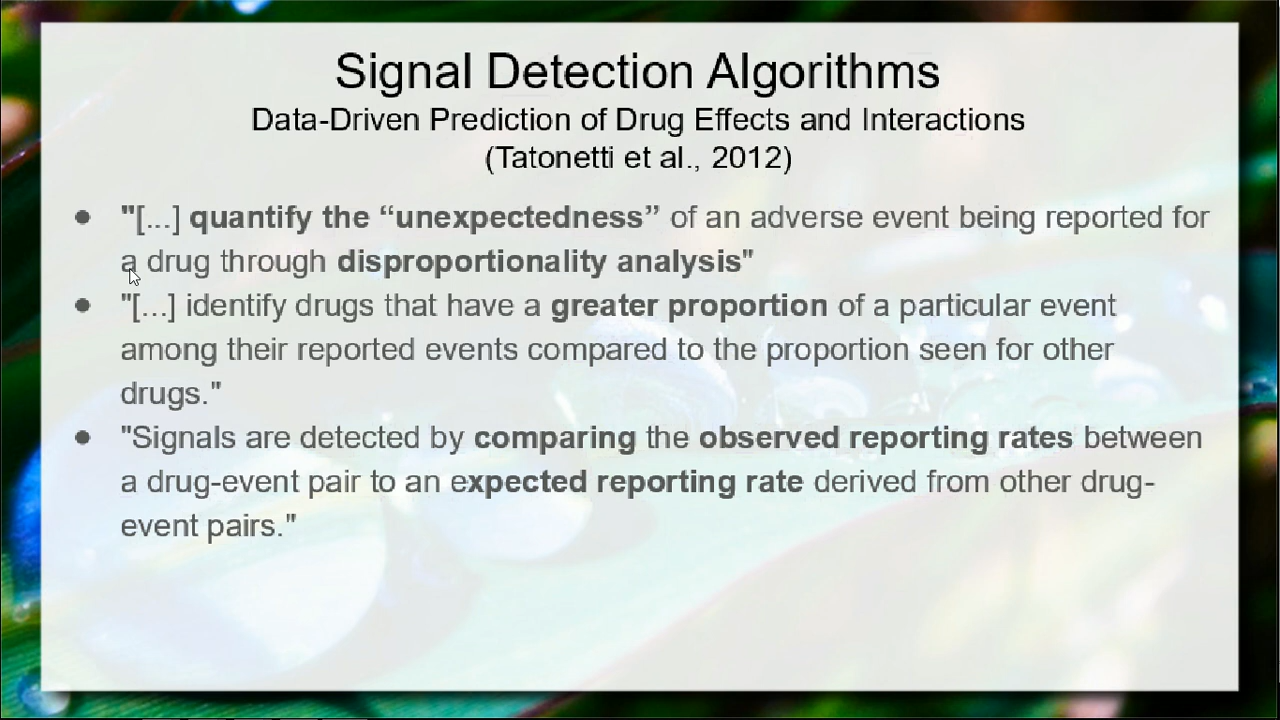 Signal Detection Algorithms
Data-Driven Prediction of Drug Effects and Interactions
(Tatonetti et al., 2012)
● "[...] quantify the “unexpectedness” of an adverse event being reported for
a drug through disproportionality analysis"
● "[...] identify drugs that have a greater proportion of a particular event
among their reported events compared to the proportion seen for other
drugs."
● "Signals are detected by comparing the observed reporting rates between
a drug-event pair to an expected reporting rate derived from other drug-
event pairs."